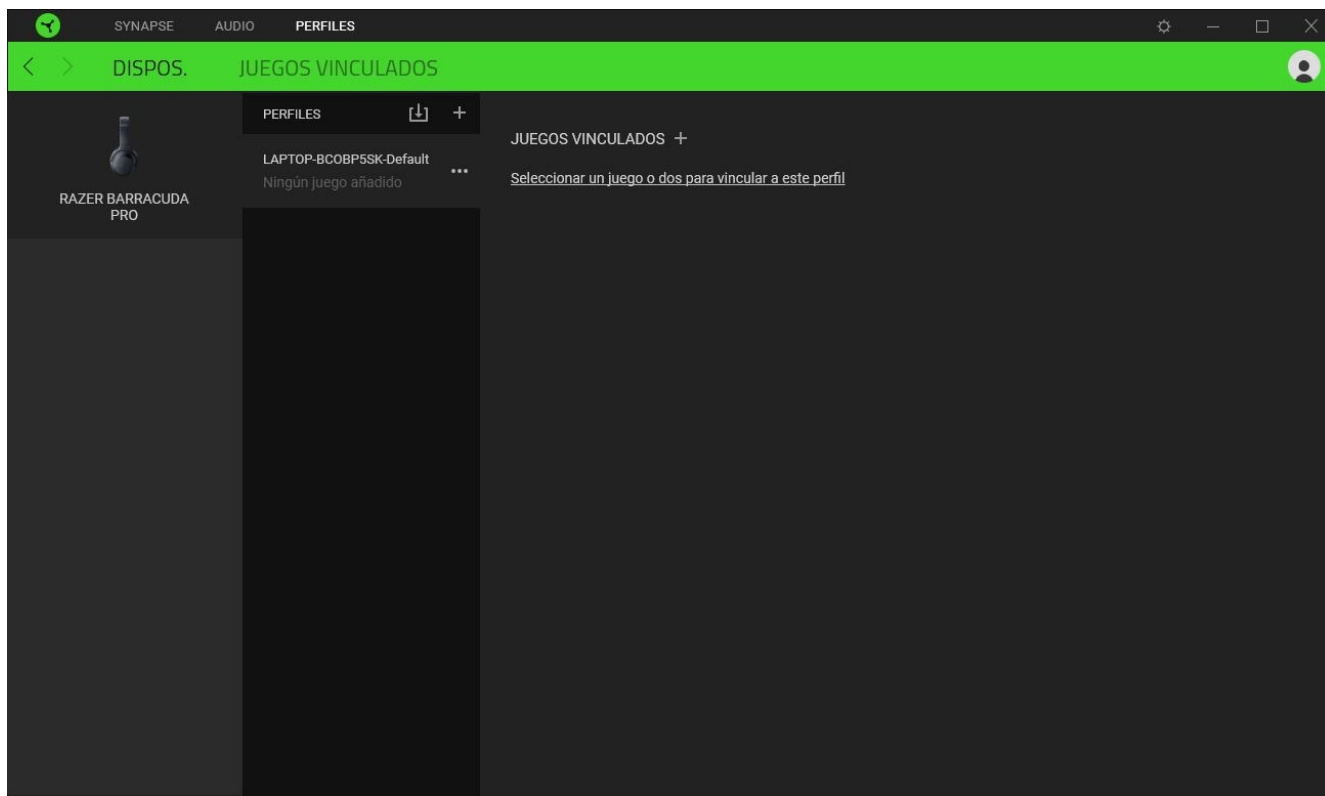 SYNAPSE AUDIO PERFILES
DISPOS. JUEGOS VINCULADOS
RAZER BARRACUDA
PRO
PERFILES
LAPTOP-BCOBP5SK-Default
Ningún juego añadido
JUEGOS VINCULADOS
Seleccionar un juego o dos para vincular a este perfil